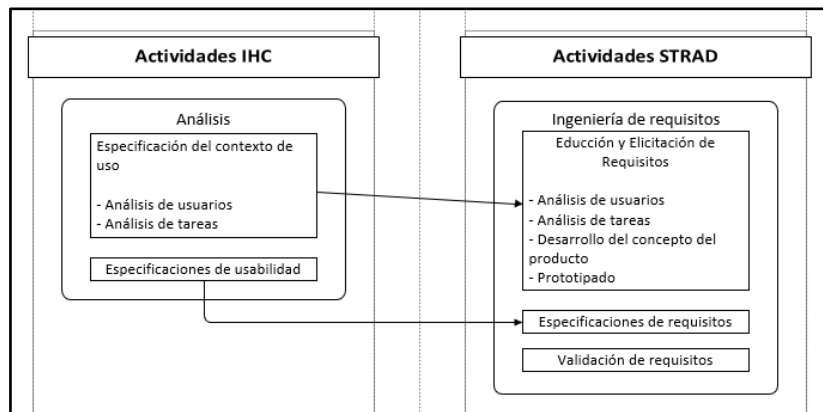 Actividades IHC
Análisis
Especificación del contexto de
uso
- Análisis de usuarios
- Análisis de tareas
Especificaciones de usabilidad
Actividades STRAD
Ingeniería de requisitos
Educción y Elicitación de
Requisitos
- Análisis de usuarios
- Análisis de tareas
- Desarrollo del concepto del
producto
- Prototipado
Especificaciones de requisitos
Validación de requisitos